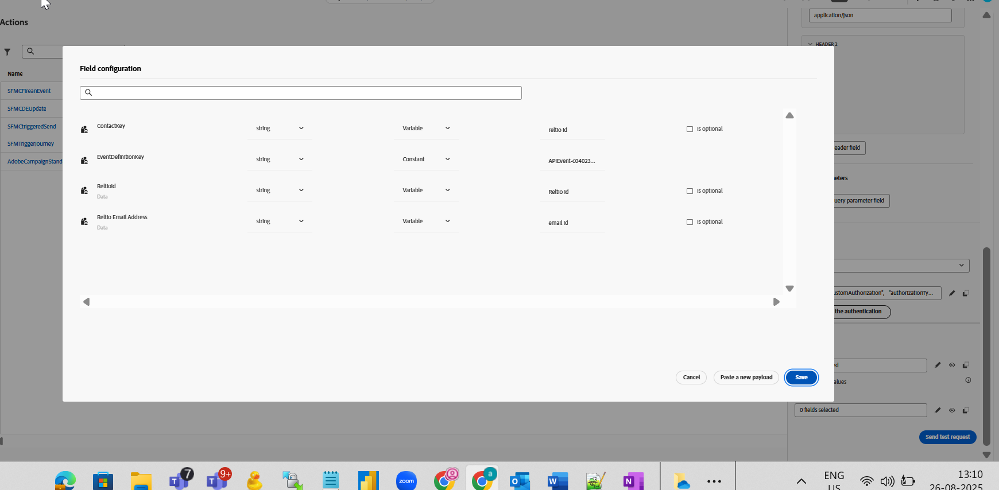 Actions
application/json
HEADER 2
Field configuration
Name
SFMCFireanEvent
SFMCDEUpdate
SFMCtriggeredSend
SFMTriggerJourney
AdobeCampaignStand
ContactKey string Variable reltio id Is optional
EventDefinitionKey string Constant APIEvent-c04023...
ReltioId string Variable Reltio id Is optional
Data
Reltio Email Address string Variable email id Is optional
Data
eader field
eters
uery parameter field
ustomAuthorization", "authorizationTy...
the authentication
ed
alues
Cancel Paste a new payload Save
0 fields selected
Send test request
7
9+
T
T
zoom
a
O
W
N
ENG
US
13:10
26-08-2025